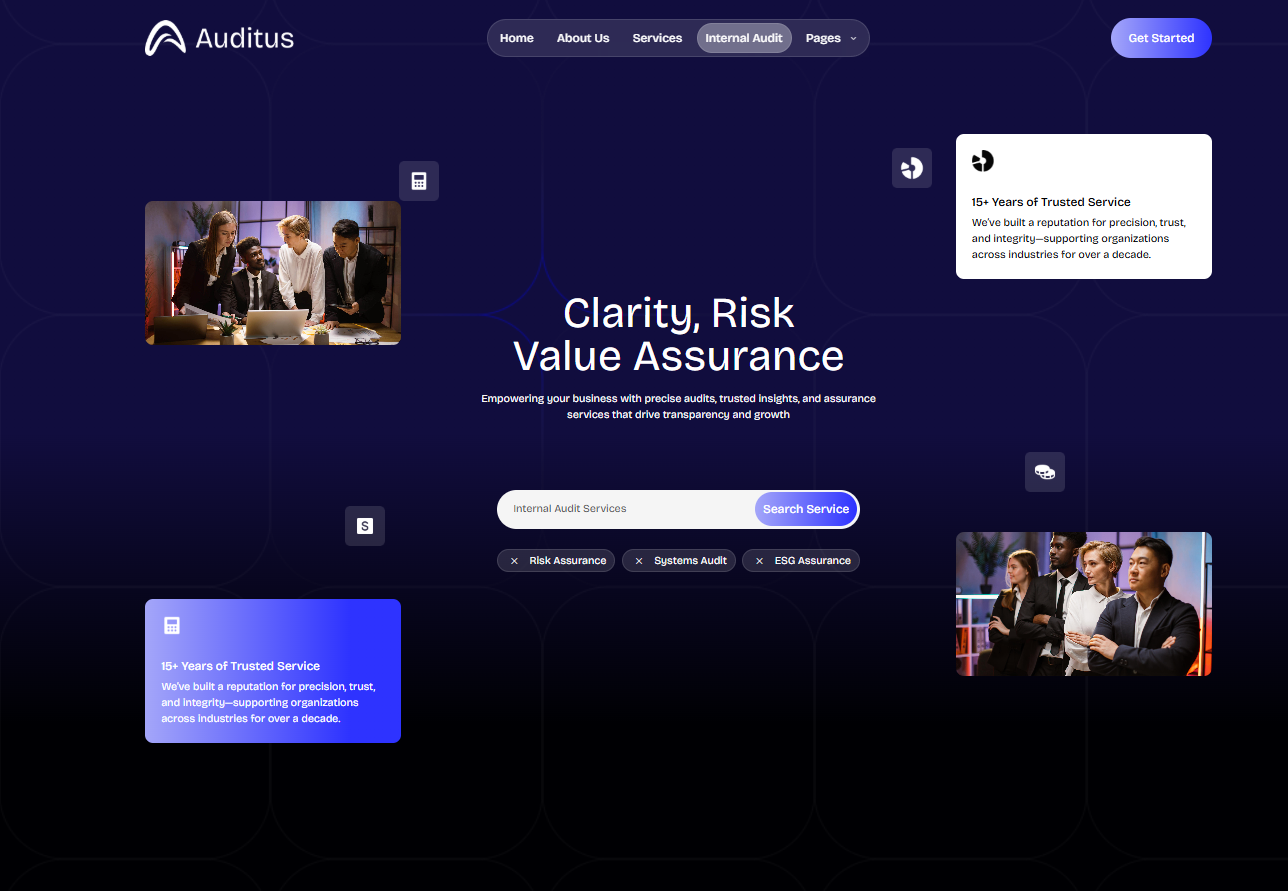 Auditus
Home
About Us
Services
Internal Audit
Pages
Get Started
15+ Years of Trusted Service
We've built a reputation for precision, trust,
and integrity—supporting organizations
across industries for over a decade.
Clarity, Risk
Value Assurance
Empowering your business with precise audits, trusted insights, and assurance
services that drive transparency and growth
Internal Audit Services
Search Service
Risk Assurance
Systems Audit
ESG Assurance
S
15+ Years of Trusted Service
We've built a reputation for precision, trust,
and integrity—supporting organizations
across industries for over a decade.